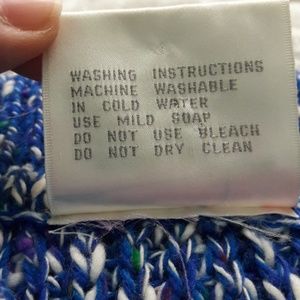 WASHING INSTRUCTIONS
MACHINE WASHABLE
IN COLD WATER
USE MILD SOAP
DO NOT USE BLEACH
DO NOT DRY CLEAN